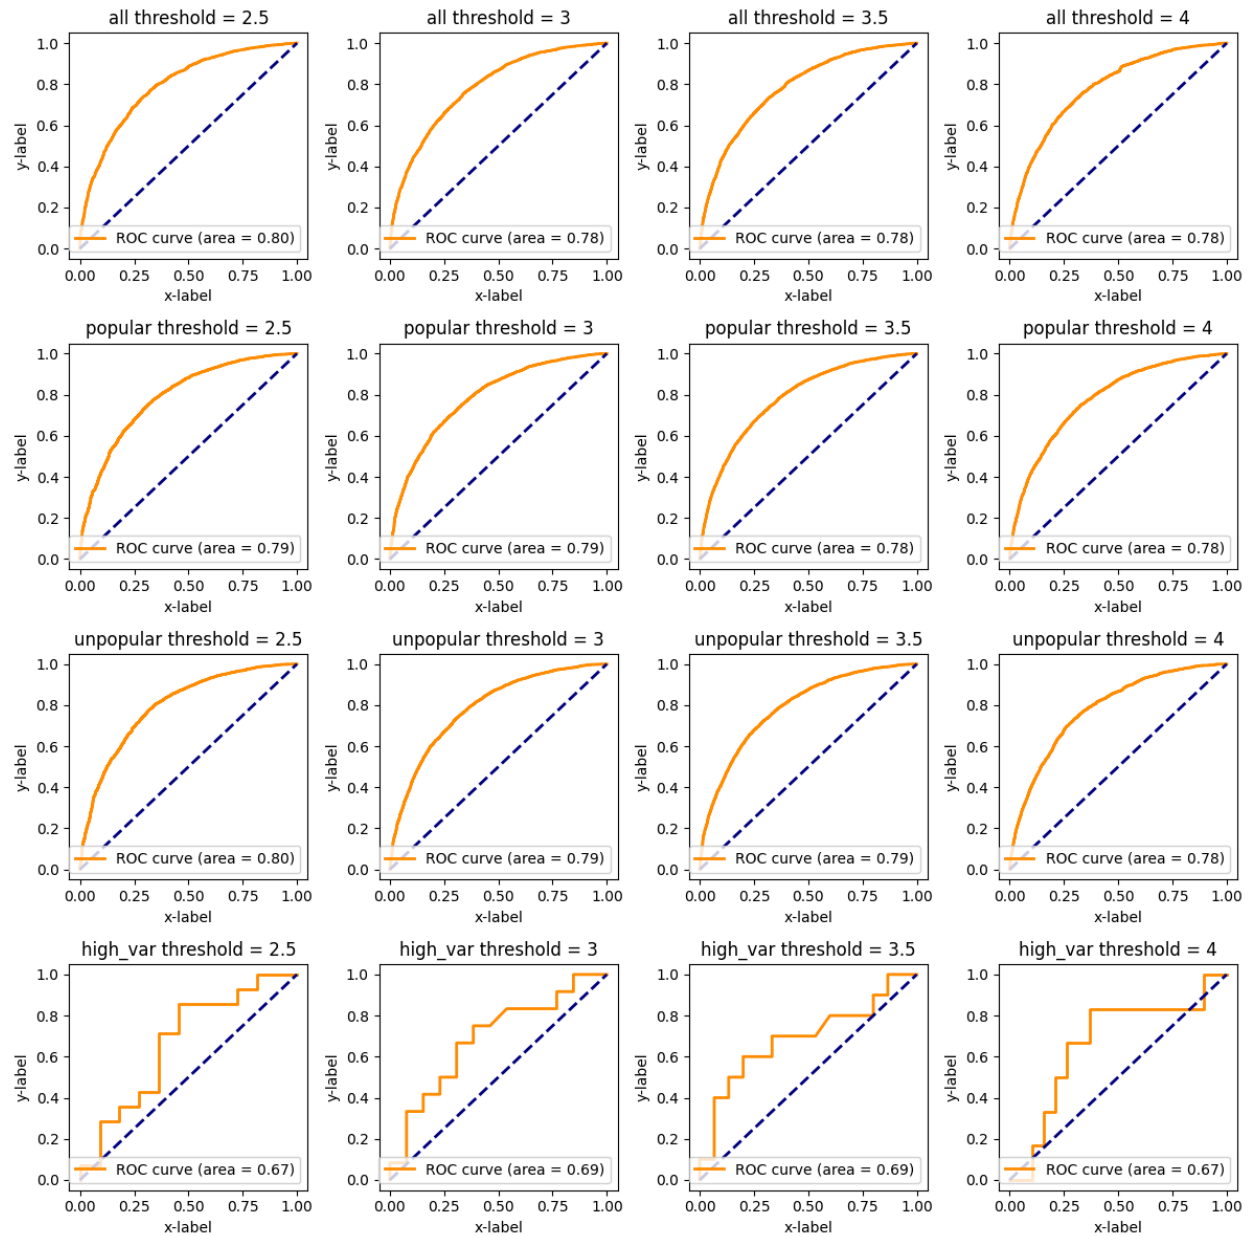 all threshold = 2.5
all threshold = 3
all threshold = 3.5
all threshold = 4
y-label
1.0
0.8
0.6
0.4
0.2
0.0
ROC curve (area = 0.80)
0.00 0.25 0.50 0.75 1.00
x-label
y-label
1.0
0.8
0.6
0.4
0.2
0.0
ROC curve (area = 0.78)
0.00 0.25 0.50 0.75 1.00
x-label
y-label
1.0
0.8
0.6
0.4
0.2
0.0
ROC curve (area = 0.78)
0.00 0.25 0.50 0.75 1.00
x-label
y-label
1.0
0.8
0.6
0.4
0.2
0.0
ROC curve (area = 0.78)
0.00 0.25 0.50 0.75 1.00
x-label
popular threshold = 2.5
popular threshold = 3
popular threshold = 3.5
popular threshold = 4
y-label
1.0
0.8
0.6
0.4
0.2
0.0
ROC curve (area = 0.79)
0.00 0.25 0.50 0.75 1.00
x-label
y-label
1.0
0.8
0.6
0.4
0.2
0.0
ROC curve (area = 0.79)
0.00 0.25 0.50 0.75 1.00
x-label
y-label
1.0
0.8
0.6
0.4
0.2
0.0
ROC curve (area = 0.78)
0.00 0.25 0.50 0.75 1.00
x-label
y-label
1.0
0.8
0.6
0.4
0.2
0.0
ROC curve (area = 0.78)
0.00 0.25 0.50 0.75 1.00
x-label
unpopular threshold = 2.5
unpopular threshold = 3
unpopular threshold = 3.5
unpopular threshold = 4
y-label
1.0
0.8
0.6
0.4
0.2
0.0
ROC curve (area = 0.80)
0.00 0.25 0.50 0.75 1.00
x-label
y-label
1.0
0.8
0.6
0.4
0.2
0.0
ROC curve (area = 0.79)
0.00 0.25 0.50 0.75 1.00
x-label
y-label
1.0
0.8
0.6
0.4
0.2
0.0
ROC curve (area = 0.79)
0.00 0.25 0.50 0.75 1.00
x-label
y-label
1.0
0.8
0.6
0.4
0.2
0.0
ROC curve (area = 0.78)
0.00 0.25 0.50 0.75 1.00
x-label
high_var threshold = 2.5
high_var threshold = 3
high_var threshold = 3.5
high_var threshold = 4
y-label
1.0
0.8
0.6
0.4
0.2
0.0
ROC curve (area = 0.67)
0.00 0.25 0.50 0.75 1.00
x-label
y-label
1.0
0.8
0.6
0.4
0.2
0.0
ROC curve (area = 0.69)
0.00 0.25 0.50 0.75 1.00
x-label
y-label
1.0
0.8
0.6
0.4
0.2
0.0
ROC curve (area = 0.69)
0.00 0.25 0.50 0.75 1.00
x-label
y-label
1.0
0.8
0.6
0.4
0.2
0.0
ROC curve (area = 0.67)
0.00 0.25 0.50 0.75 1.00
x-label